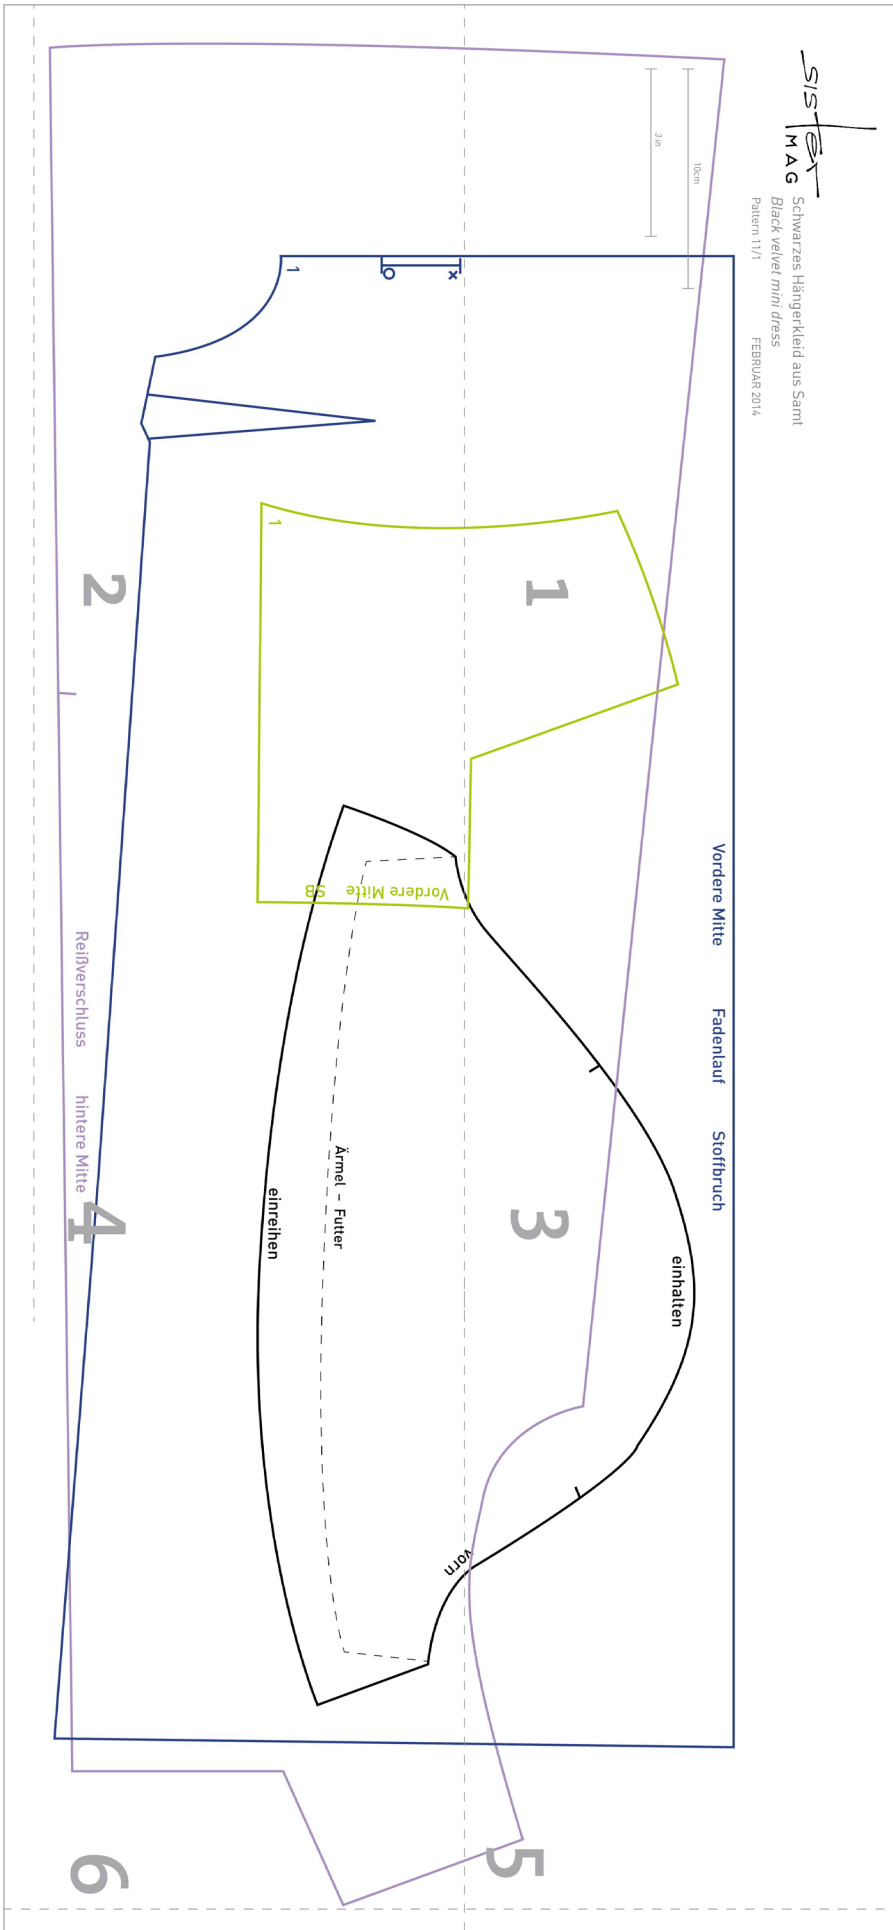 sister
MAG
Schwarzes Hängerkleid aus Samt
Black velvet mini dress
Pattern 11/1 FEBRUAR 2014
10cm
3 in
1
O x
1
1
2
Vordere Mitte SB
Vordere Mitte Fadenlauf Stoffbruch
Reißverschluss hintere Mitte
Ärmel - Futter
einreihen
einhalten
3
4
vorn
5
6